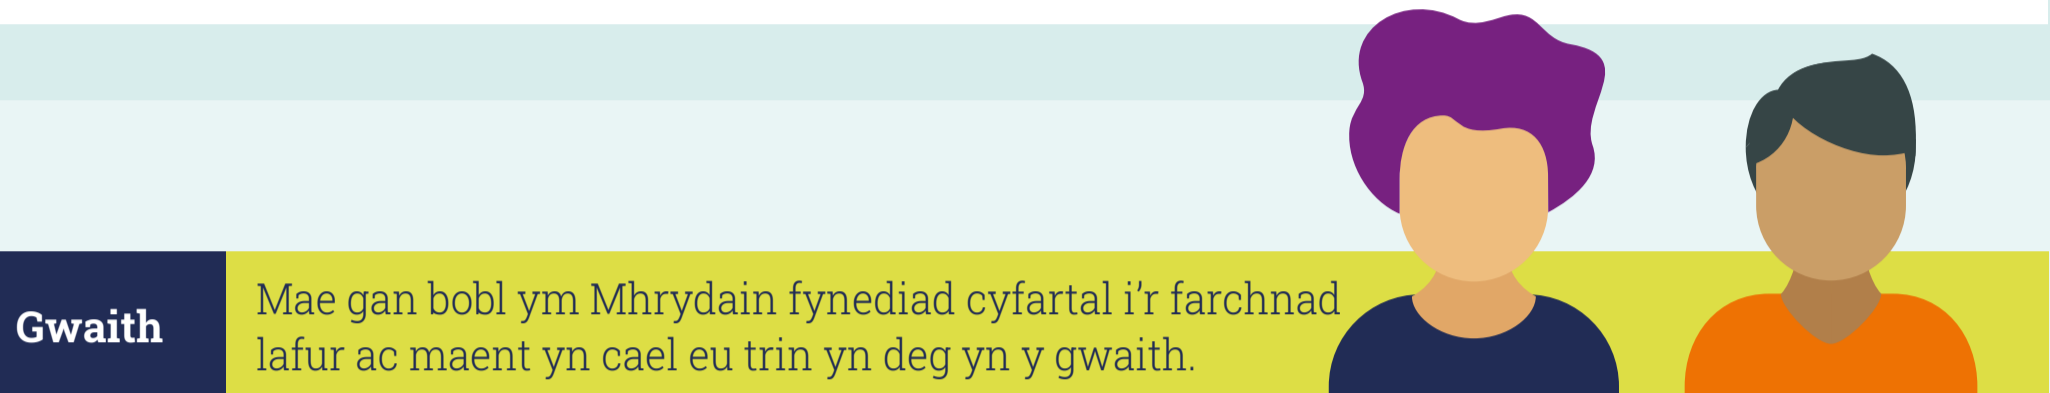 Gwaith
Mae gan bobl ym Mhrydain fynediad cyfartal i’r farchnad
lafur ac maent yn cael eu trin yn deg yn y gwaith.